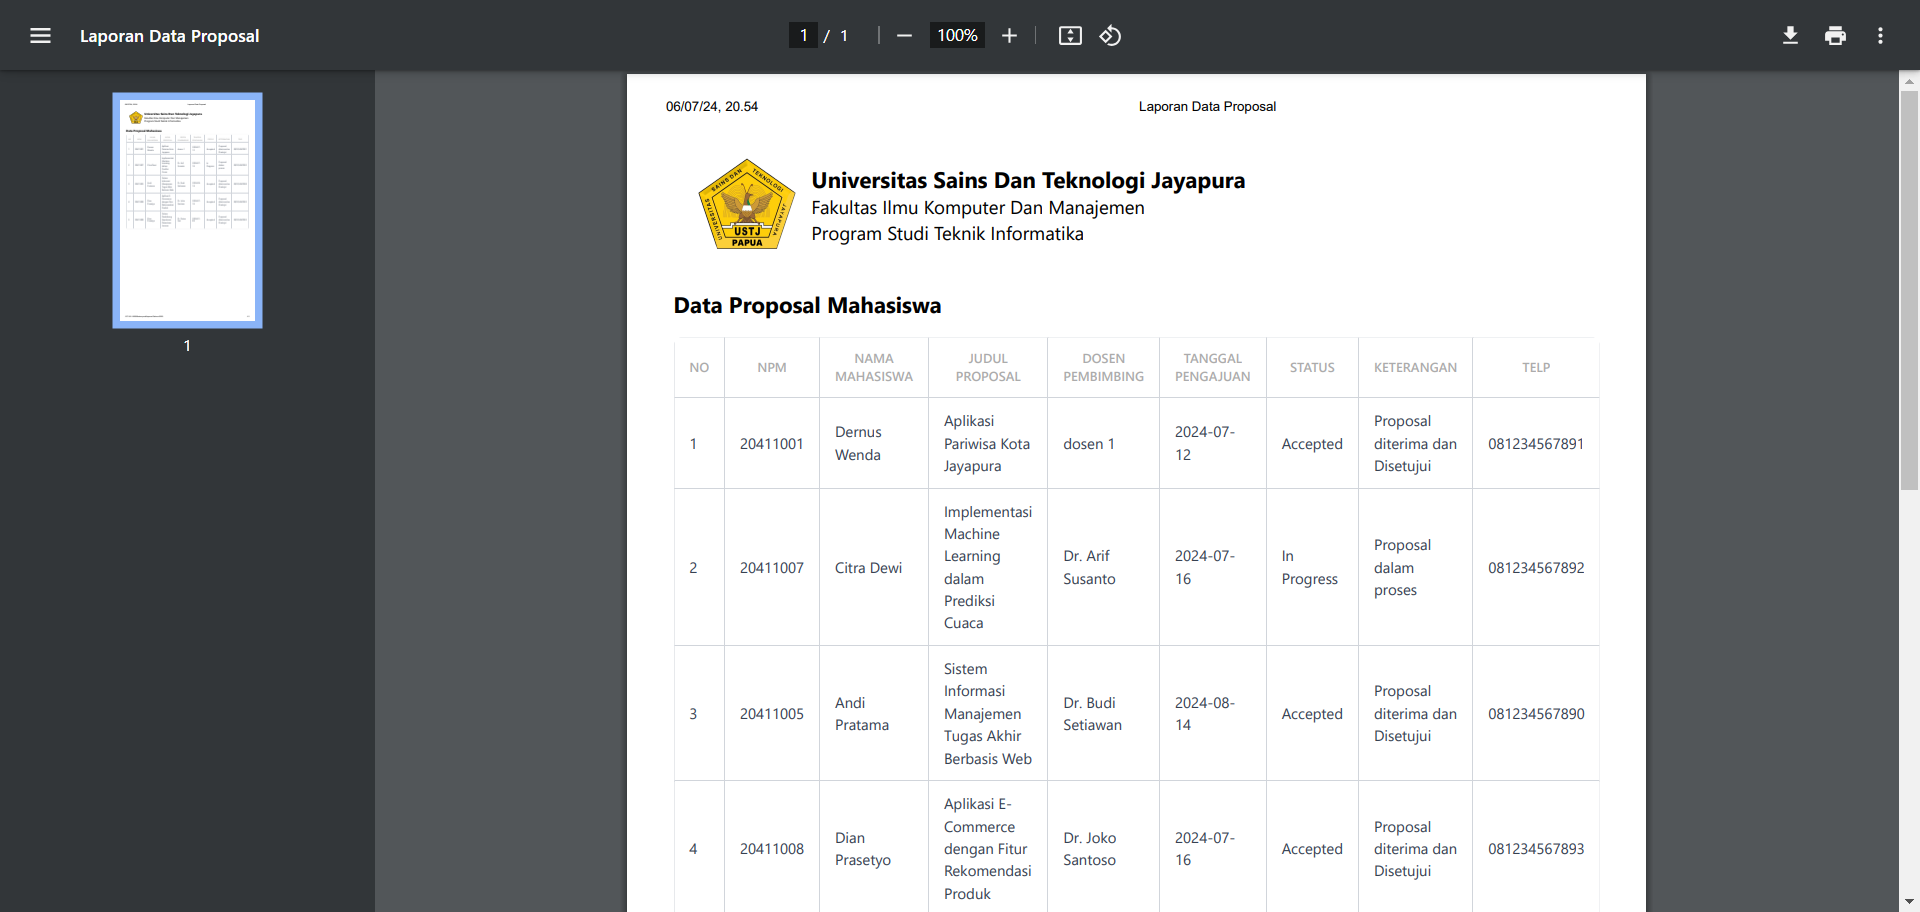 Laporan Data Proposal
1 / 1
100%
1
06/07/24, 20.54
Laporan Data Proposal
UNIVERSITAS SAINS DAN TEKNOLOGI JAYAPURA
USTJ
PAPUA
Universitas Sains Dan Teknologi Jayapura
Fakultas Ilmu Komputer Dan Manajemen
Program Studi Teknik Informatika
Data Proposal Mahasiswa
NO
NPM
NAMA
MAHASISWA
JUDUL
PROPOSAL
DOSEN
PEMBIMBING
TANGGAL
PENGAJUAN
STATUS
KETERANGAN
TELP
1
20411001
Dernus
Wenda
Aplikasi
Pariwisa Kota
Jayapura
dosen 1
2024-07-
12
Accepted
Proposal
diterima dan
Disetujui
081234567891
2
20411007
Citra Dewi
Implementasi
Machine
Learning
dalam
Prediksi
Cuaca
Dr. Arif
Susanto
2024-07-
16
In
Progress
Proposal
dalam
proses
081234567892
3
20411005
Andi
Pratama
Sistem
Informasi
Manajemen
Tugas Akhir
Berbasis Web
Dr. Budi
Setiawan
2024-08-
14
Accepted
Proposal
diterima dan
Disetujui
081234567890
4
20411008
Dian
Prasetyo
Aplikasi E-
Commerce
dengan Fitur
Rekomendasi
Produk
Dr. Joko
Santoso
2024-07-
16
Accepted
Proposal
diterima dan
Disetujui
081234567893